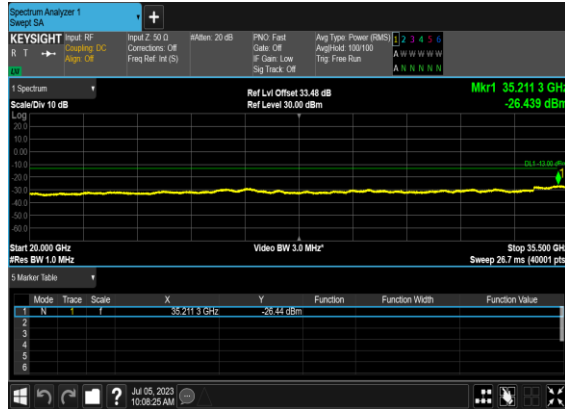 Spectrum Analyzer 1
Swept SA
+
KEYSIGHT Input: RF Input Z: 50 Ω #Atten: 20 dB PNO: Fast Avg Type: Power (RMS) 1 2 3 4 5 6
R T Coupling: DC Corrections: Off Gate: Off Avg|Hold: 100/100 A W W W W W
Align: Off Freq Ref: Int (S) IF Gain: Low Trig: Free Run
Sig Track: Off A N N N N N
1 Spectrum Ref Lvl Offset 33.48 dB Mkr1 35.211 3 GHz
Scale/Div 10 dB Ref Level 30.00 dBm -26.439 dBm
Log
20.0
10.0
0.00
-10.0 DL1 -13.00 dBm
-20.0 1
-30.0
-40.0
-50.0
-60.0
Start 20.000 GHz Video BW 3.0 MHz* Stop 35.500 GHz
#Res BW 1.0 MHz Sweep 26.7 ms (40001 pts)
5 Marker Table
Mode Trace Scale X Y Function Function Width Function Value
1 N 1 f 35.211 3 GHz -26.44 dBm
2
3
4
5
6
? Jul 05, 2023
10:08:25 AM